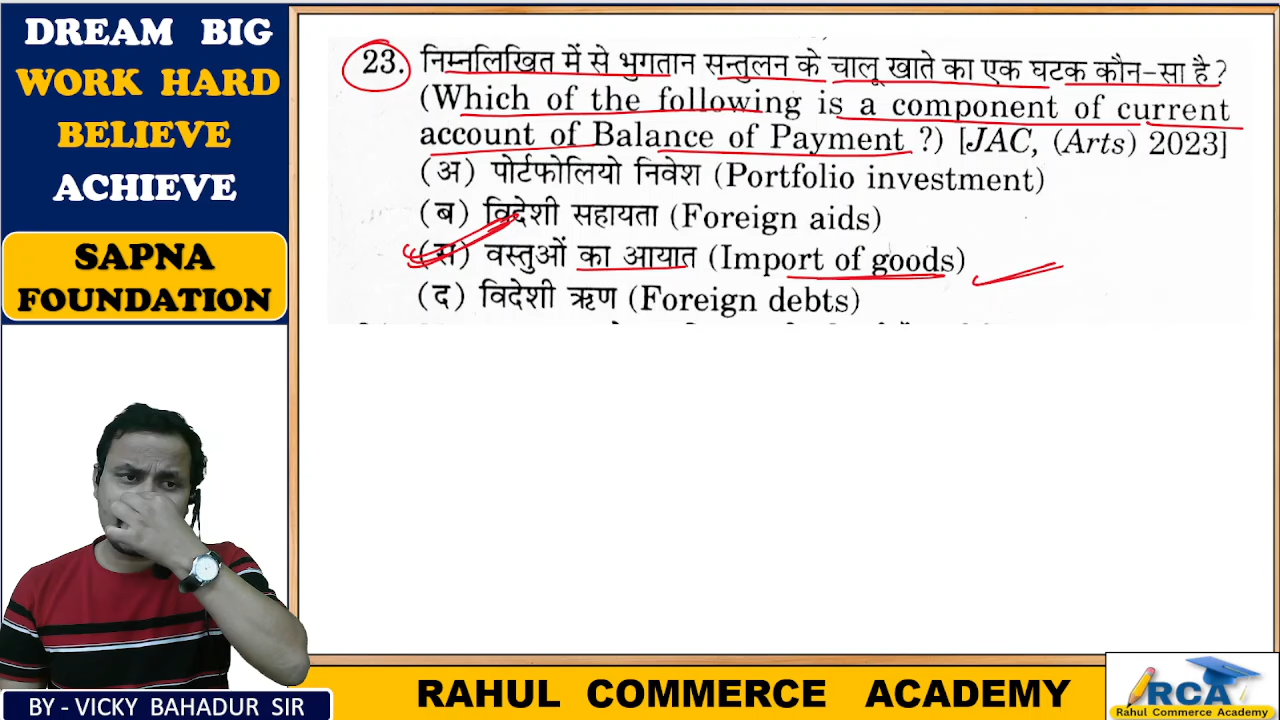 DREAM BIG
WORK HARD
BELIEVE
ACHIEVE
SAPNA
FOUNDATION
23. निम्नलिखित में से भुगतान सन्तुलन के चालू खाते का एक घटक कौन-सा है ?
(Which of the following is a component of current
account of Balance of Payment ?) [JAC, (Arts) 2023]
(अ) पोर्टफोलियो निवेश (Portfolio investment)
(ब) विदेशी सहायता (Foreign aids)
(स) वस्तुओं का आयात (Import of goods)
(द) विदेशी ऋण (Foreign debts)
BY - VICKY BAHADUR SIR
RAHUL COMMERCE ACADEMY
RCA
Rahul Commerce Academy